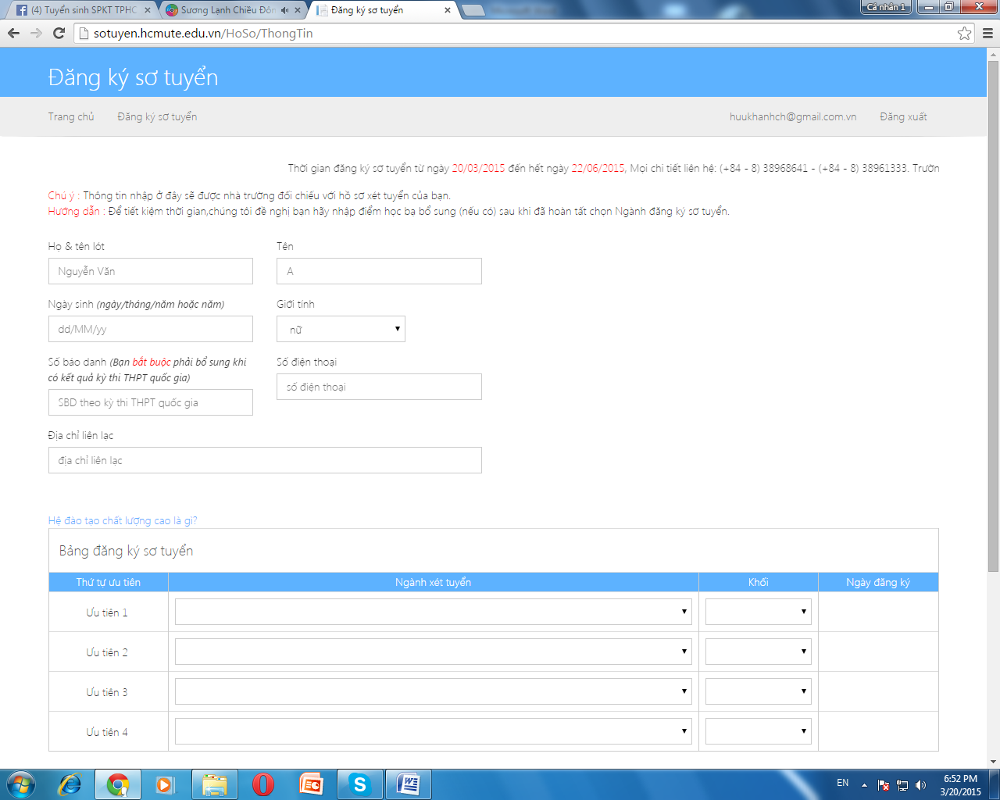 (4) Tuyển sinh SPKT TPHC
Sương Lạnh Chiều Đôn
Đăng ký sơ tuyển
Cá nhân 1
sotuyen.hcmute.edu.vn/HoSo/ThongTin
Đăng ký sơ tuyển
Trang chủ Đăng ký sơ tuyển huukhanhch@gmail.com.vn Đăng xuất
Thời gian đăng ký sơ tuyển từ ngày 20/03/2015 đến hết ngày 22/06/2015, Mọi chi tiết liên hệ: (+84 - 8) 38968641 - (+84 - 8) 38961333. Trườn
Chú ý : Thông tin nhập ở đây sẽ được nhà trường đối chiếu với hồ sơ xét tuyển của bạn.
Hướng dẫn : Để tiết kiệm thời gian,chúng tôi đề nghị bạn hãy nhập điểm học bạ bổ sung (nếu có) sau khi đã hoàn tất chọn Ngành đăng ký sơ tuyển.
Họ & tên lót Tên
Nguyễn Văn A
Ngày sinh (ngày/tháng/năm hoặc năm) Giới tính
dd/MM/yy nữ
Số báo danh (Bạn bắt buộc phải bổ sung khi
có kết quả kỳ thi THPT quốc gia)
SBD theo kỳ thi THPT quốc gia
Số điện thoại
số điện thoại
Địa chỉ liên lạc
địa chỉ liên lạc
Hệ đào tạo chất lượng cao là gì?
Bảng đăng ký sơ tuyển
Thứ tự ưu tiên Ngành xét tuyển Khối Ngày đăng ký
Ưu tiên 1
Ưu tiên 2
Ưu tiên 3
Ưu tiên 4
EN
6:52 PM
3/20/2015